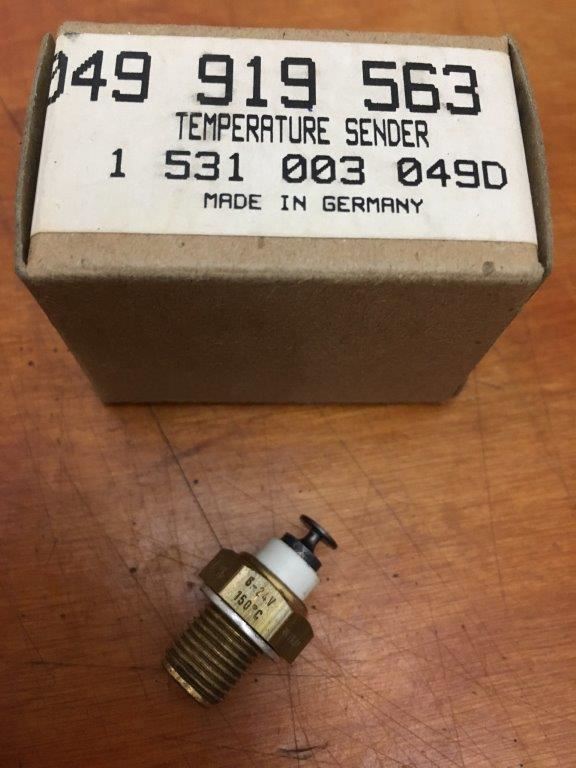 049 919 563
TEMPERATURE SENDER
1 531 003 049D
MADE IN GERMANY
6-24V
150°C